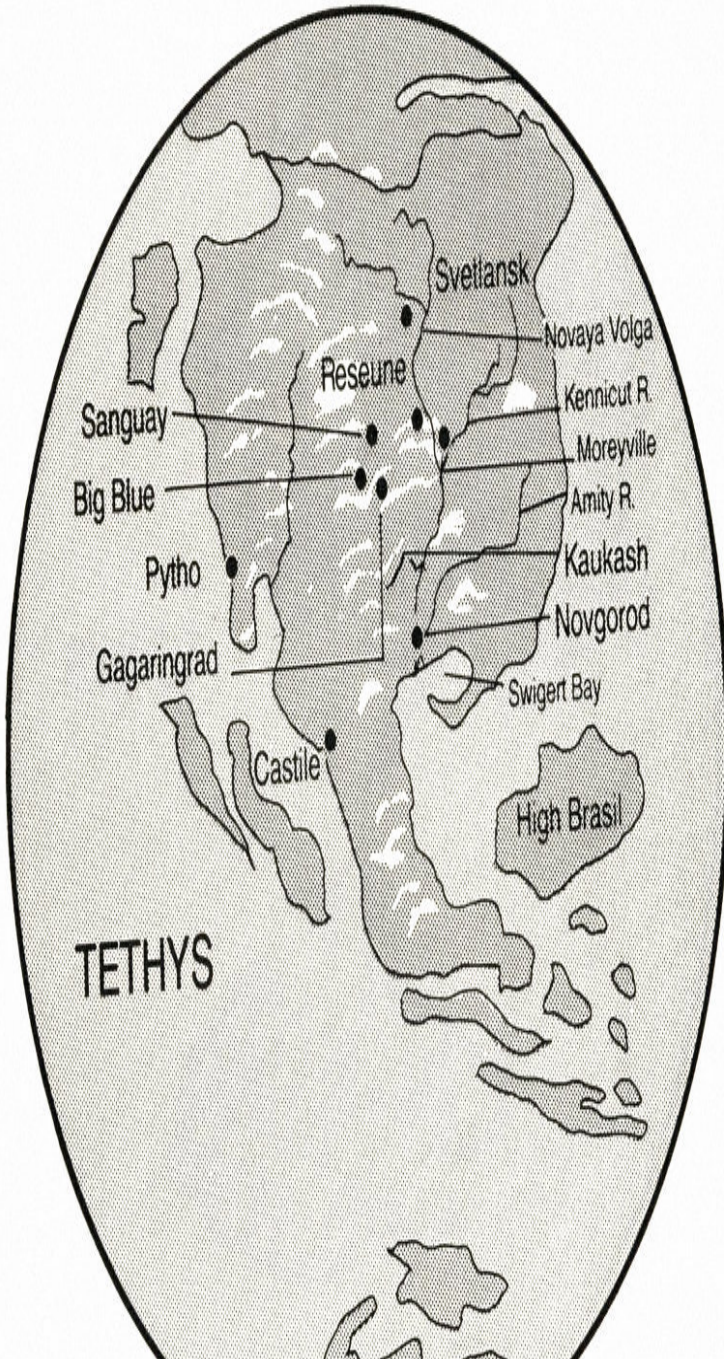 Svetlansk
Novaya Volga
Reseune
Kennicut R.
Sanguay
Moreyville
Big Blue
Amity R.
Kaukash
Pytho
Novgorod
Gagaringrad
Swigert Bay
Castile
High Brasil
TETHYS